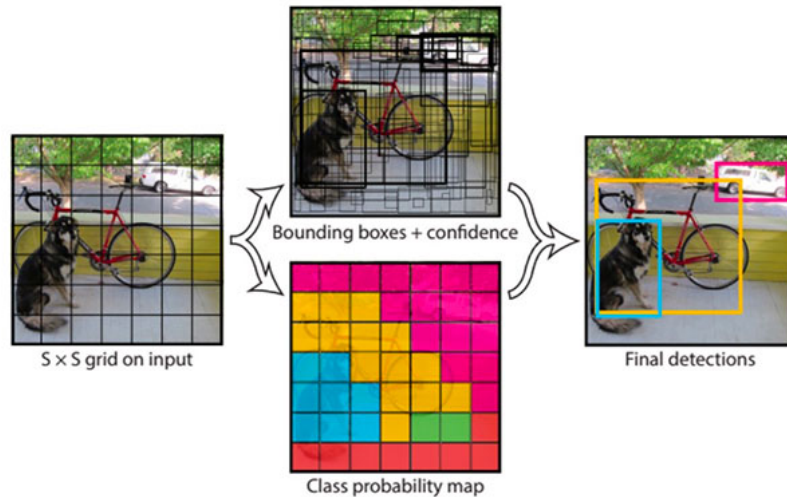 S × S grid on input
Bounding boxes + confidence
Class probability map
Final detections